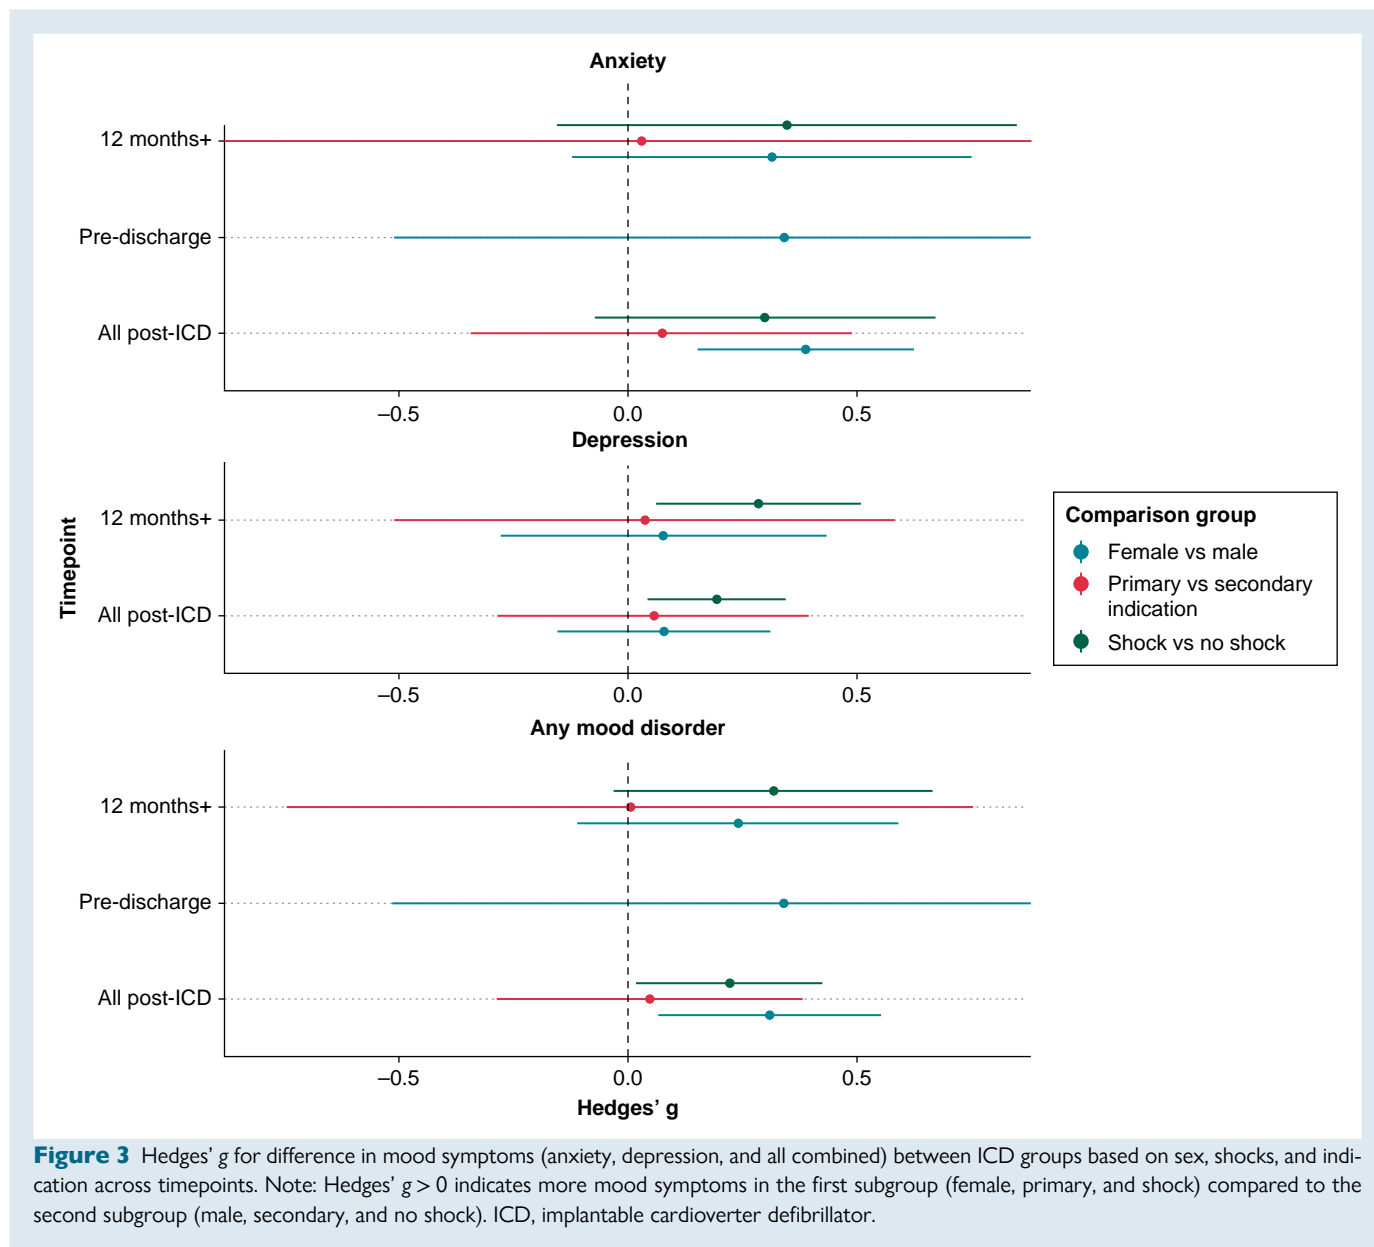 Anxiety
12 months+
Pre-discharge
All post-ICD
–0.5 0.0 0.5
Depression
Timepoint
12 months+
All post-ICD
–0.5 0.0 0.5
Comparison group
Female vs male
Primary vs secondary
indication
Shock vs no shock
Any mood disorder
12 months+
Pre-discharge
All post-ICD
–0.5 0.0 0.5
Hedges’ g
Figure 3 Hedges’ g for difference in mood symptoms (anxiety, depression, and all combined) between ICD groups based on sex, shocks, and indi-
cation across timepoints. Note: Hedges’ g > 0 indicates more mood symptoms in the first subgroup (female, primary, and shock) compared to the
second subgroup (male, secondary, and no shock). ICD, implantable cardioverter defibrillator.